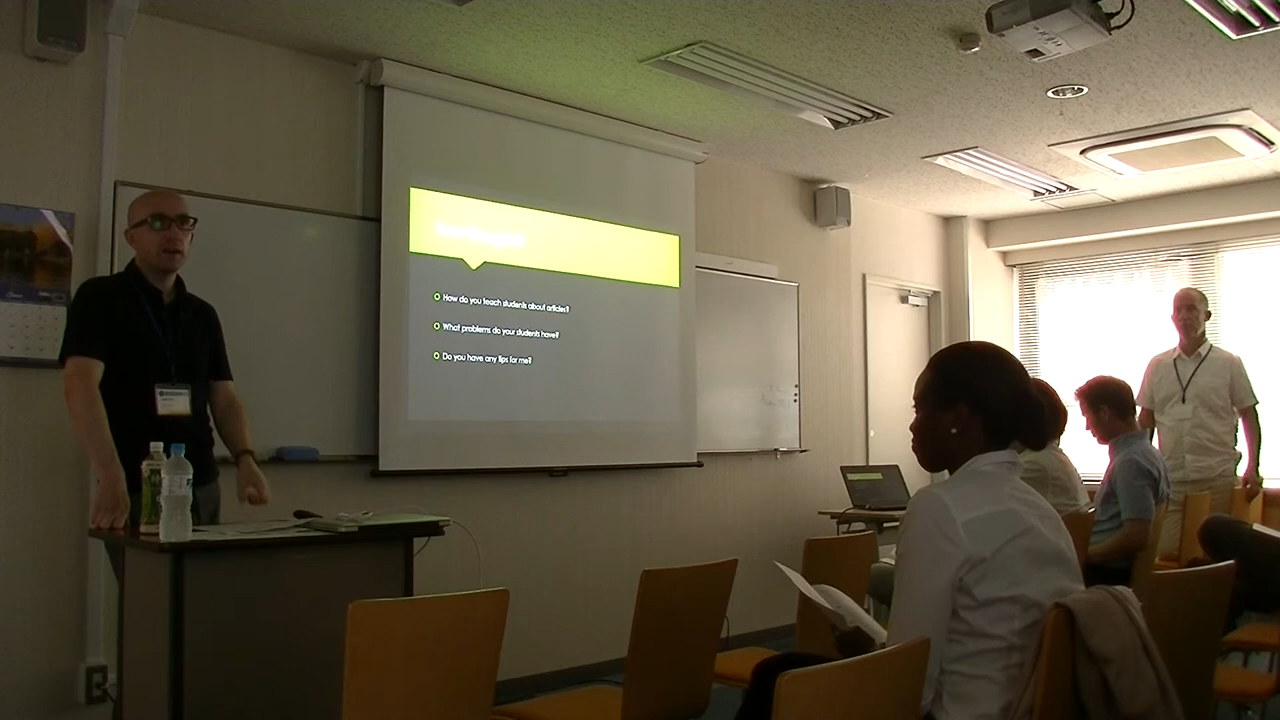 How do you teach students about articles?
What problems do your students have?
Do you have any tips for me?